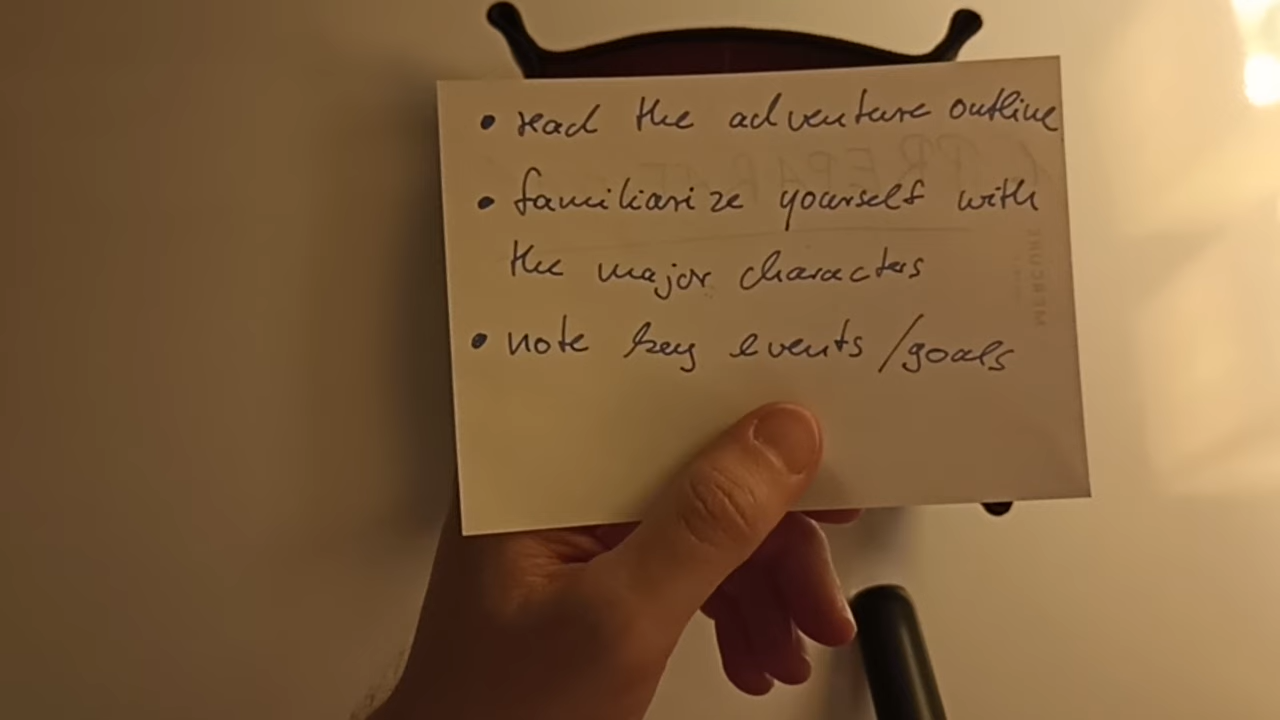 • read the adventure outline
• familiarize yourself with
the major characters
• note key events/goals